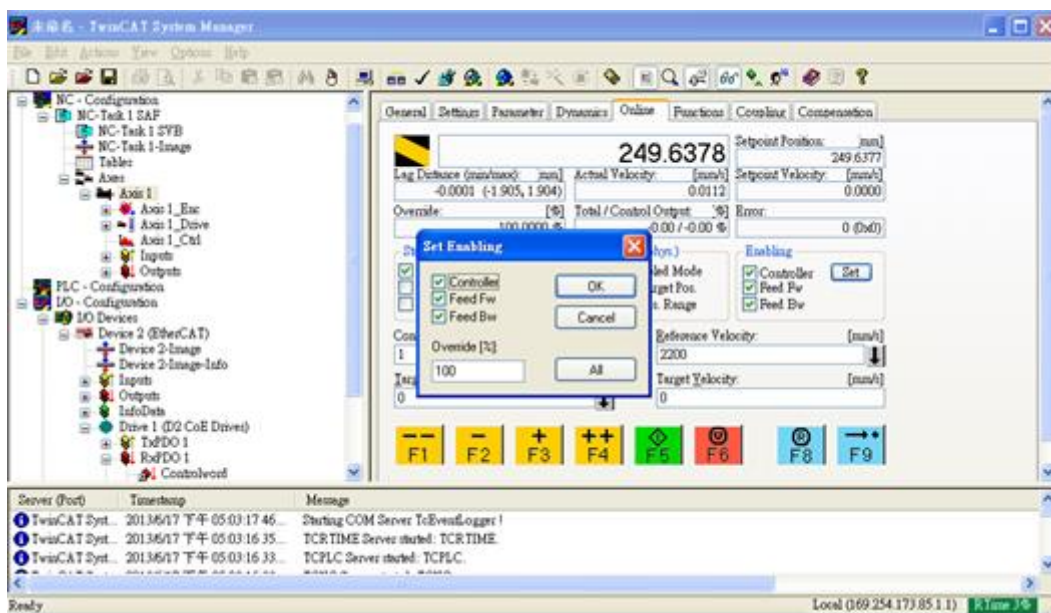 未命名 - TwinCAT System Manager
File Edit Actions View Options Help
NC - Configuration
NC-Task 1 SAF
NC-Task 1 SVB
NC-Task 1-Image
Tables
Axes
Axis 1
Axis 1_Enc
Axis 1_Drive
Axis 1_Ctrl
Inputs
Outputs
PLC - Configuration
I/O - Configuration
I/O Devices
Device 2 (EtherCAT)
Device 2-Image
Device 2-Image-Info
Inputs
Outputs
InfoData
Drive 1 (D2 CoE Drives)
TxPDO 1
RxPDO 1
Controlword
General Settings Parameter Dynamics Online Functions Coupling Compensation
249.6378
Setpoint Position: mm]
249.6377
Lag Distance (min/max): mm] Actual Velocity: [mm/s] Setpoint Velocity: [mm/s]
-0.0001 (-1.905, 1.904) 0.0112 0.0000
Override: [%] Total / Control Output: %] Error:
100.0000 % 0.00 / -0.00 % 0 (0x0)
Enabling
Controller Set
Feed Fw
Feed Bw
Set Enabling
Controller
Feed Fw
Feed Bw
OK
Cancel
Override [%]:
100
All
1
Reference Velocity: [mm/s]
2200
0
Target Velocity: [mm/s]
0
-- F1
- F2
+ F3
++ F4
F5
F6
F8
F9
Server (Port) Timestamp Message
TwinCAT Syst... 2013/6/17 下午 05:03:17 46... Starting COM Server TcEventLogger !
TwinCAT Syst... 2013/6/17 下午 05:03:16 35... TCRTIME Server started: TCRTIME.
TwinCAT Syst... 2013/6/17 下午 05:03:16 33... TCPLC Server started: TCPLC.
Ready Local (169.254.173.85.1.1) RTime 3%